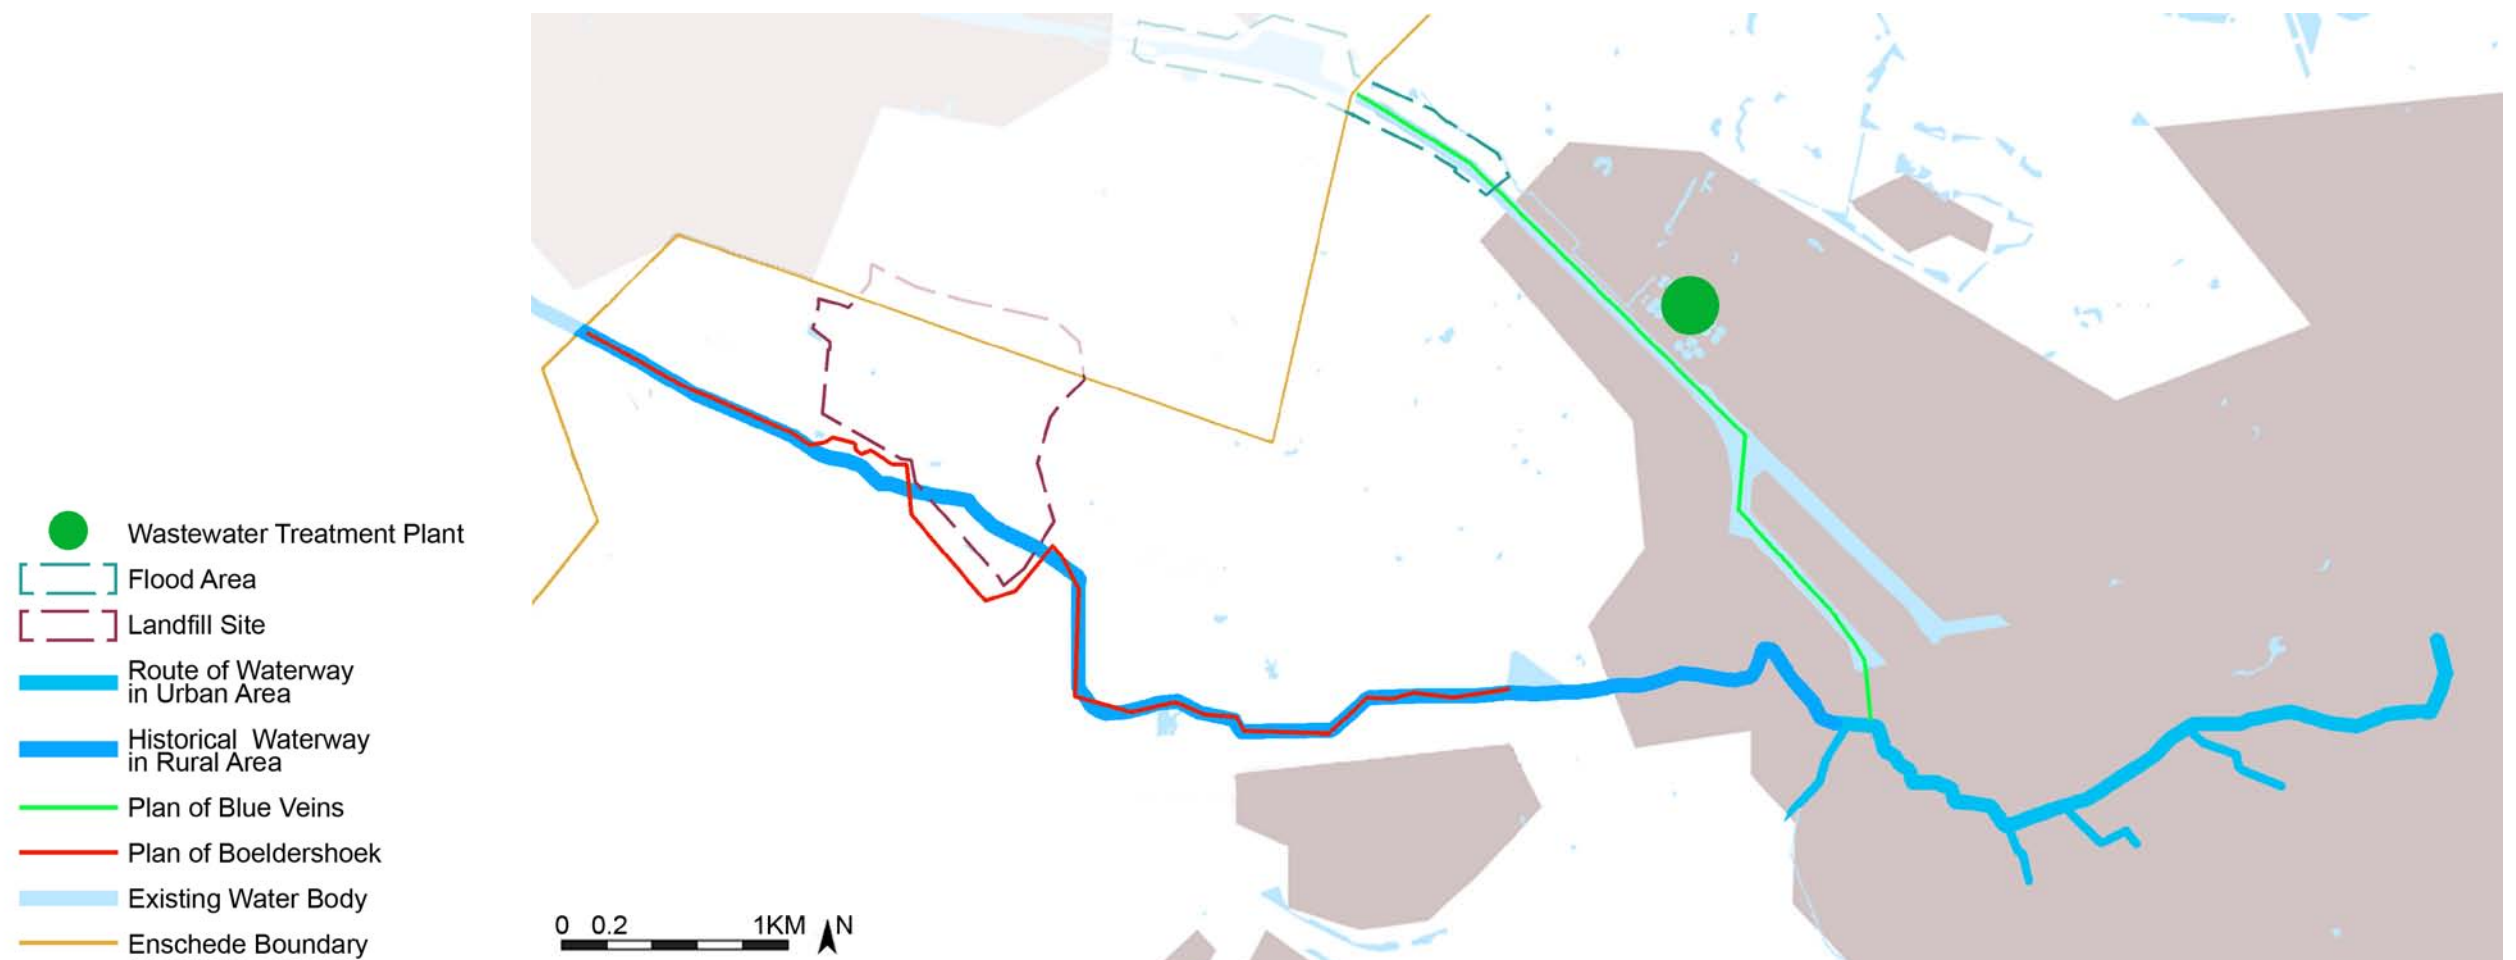 Wastewater Treatment Plant
Flood Area
Landfill Site
Route of Waterway
in Urban Area
Historical Waterway
in Rural Area
Plan of Blue Veins
Plan of Boeldershoek
Existing Water Body
Enschede Boundary
0 0.2 1KM N